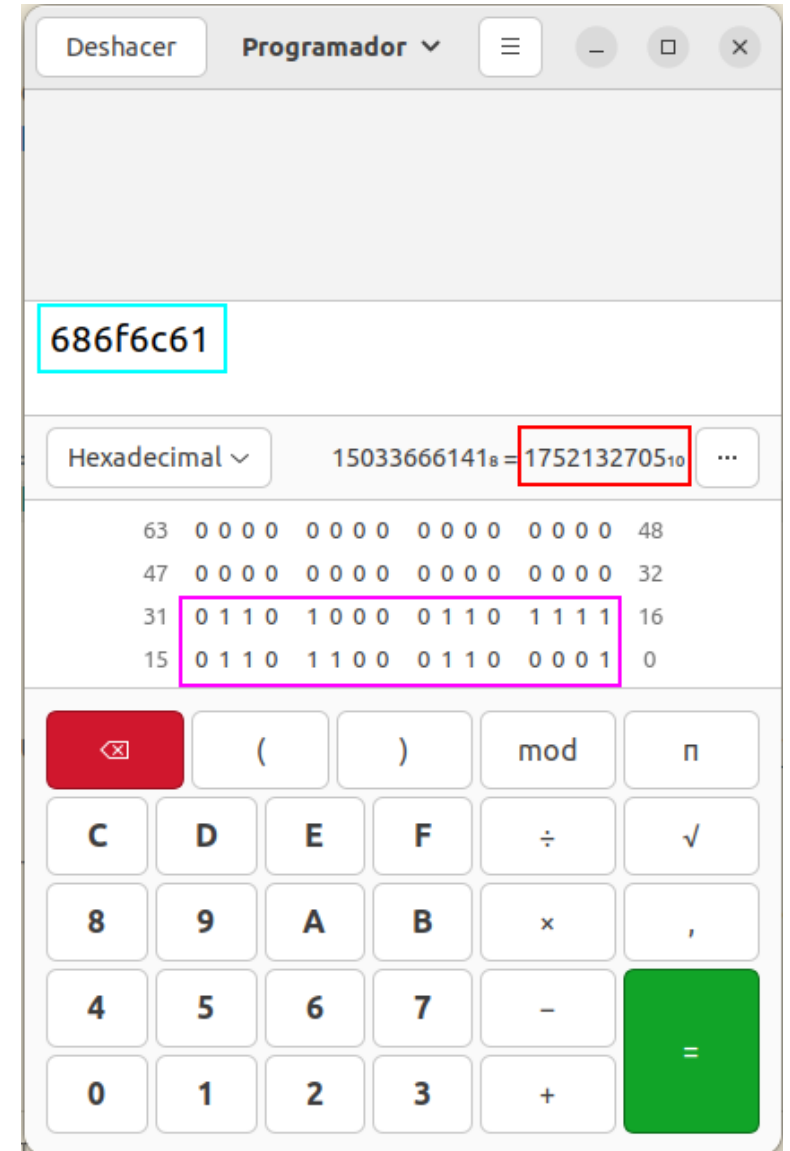 Deshacer Programador ☰ – □ ×
686f6c61
Hexadecimal 15033666141₈ = 1752132705₁₀ ...
63 0 0 0 0 0 0 0 0 0 0 0 0 0 0 0 0 48
47 0 0 0 0 0 0 0 0 0 0 0 0 0 0 0 0 32
31 0 1 1 0 1 0 0 0 0 1 1 0 1 1 1 1 16
15 0 1 1 0 1 1 0 0 0 1 1 0 0 0 0 1 0
⌫ ( ) mod π
C D E F ÷ √
8 9 A B × ,
4 5 6 7 −
=
0 1 2 3 +